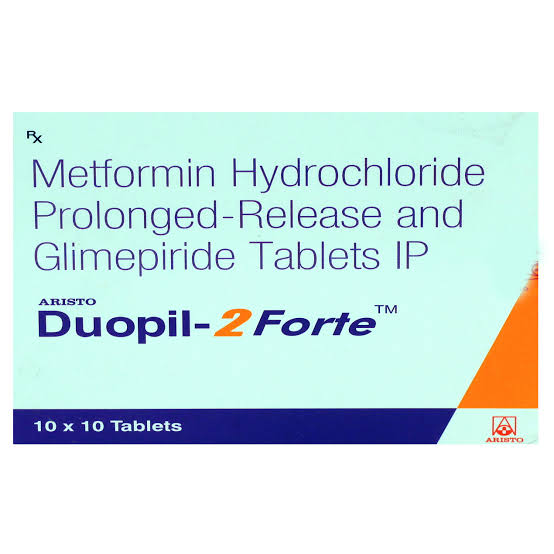 Rx
Metformin Hydrochloride
Prolonged-Release and
Glimepiride Tablets IP
ARISTO
Duopil-2 Forte™
10 x 10 Tablets
ARISTO